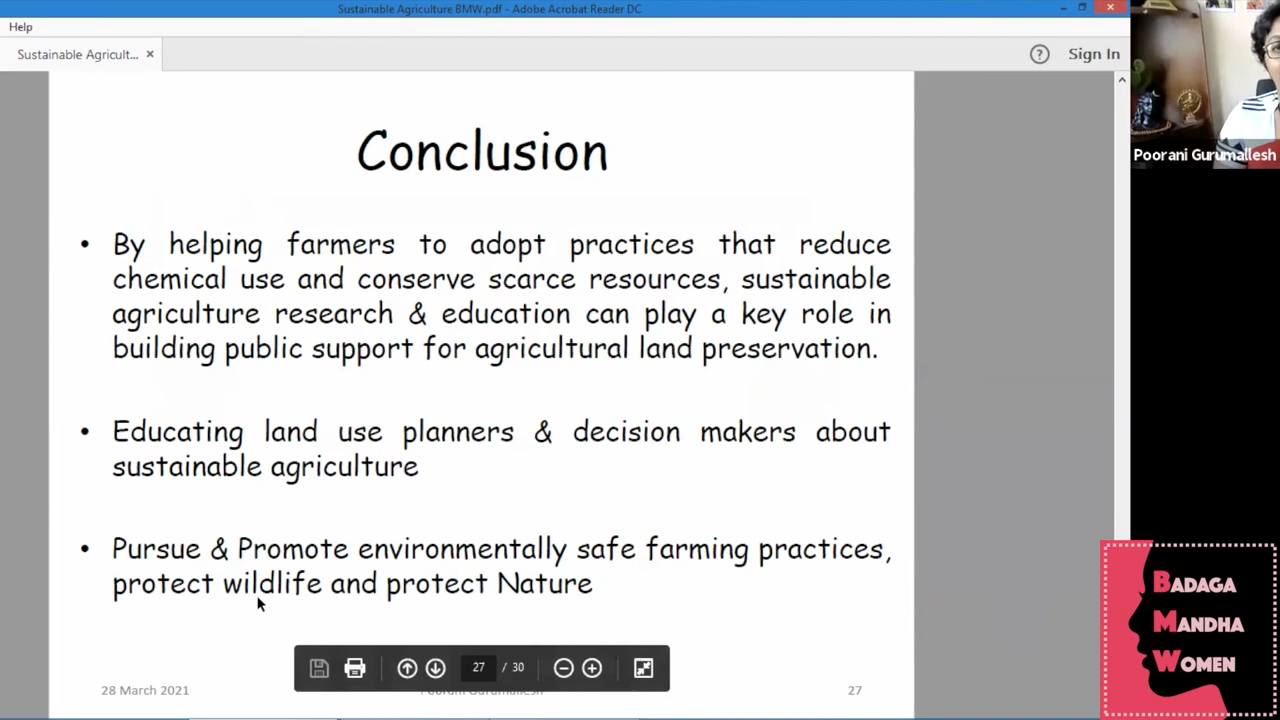 Sustainable Agriculture BMW.pdf - Adobe Acrobat Reader DC
Help
Sustainable Agricult...
Sign In
Poorani Gurumallesh
Conclusion
• By helping farmers to adopt practices that reduce
chemical use and conserve scarce resources, sustainable
agriculture research & education can play a key role in
building public support for agricultural land preservation.
• Educating land use planners & decision makers about
sustainable agriculture
• Pursue & Promote environmentally safe farming practices,
protect wildlife and protect Nature
27 / 30
28 March 2021
Poorani Gurumallesh
27
BADAGA
MANDHA
WOMEN